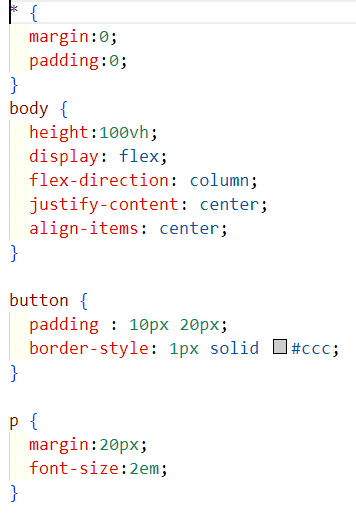 * {
margin:0;
padding:0;
}
body {
height:100vh;
display: flex;
flex-direction: column;
justify-content: center;
align-items: center;
}
button {
padding : 10px 20px;
border-style: 1px solid #ccc;
}
p {
margin:20px;
font-size:2em;
}